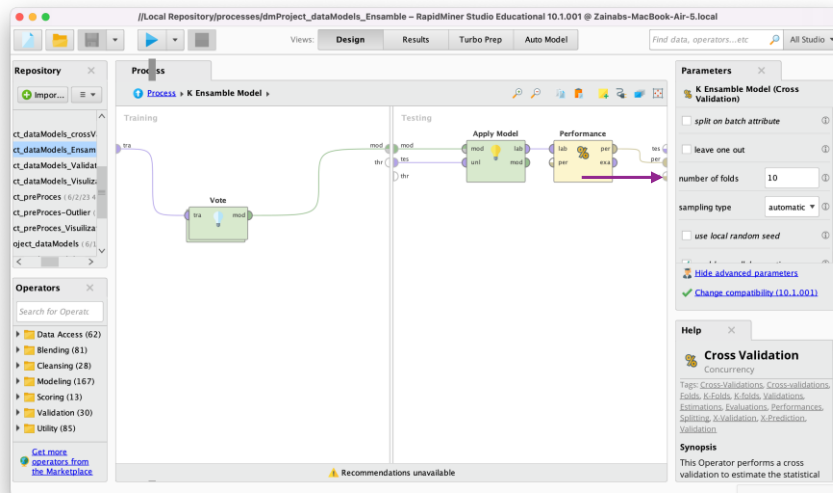 //Local Repository/processes/dmProject_dataModels_Ensamble – RapidMiner Studio Educational 10.1.001 @ Zainabs-MacBook-Air-5.local
Views:
Design
Results
Turbo Prep
Auto Model
Find data, operators...etc
All Studio
Repository
Impor...
ct_dataModels_crossV
ct_dataModels_Ensam
ct_dataModels_Validat
ct_dataModels_Visuliz
ct_preProces (6/2/23 4
ct_preProces-Outlier (
ct_preProces_Visuiliza
oject_dataModels (6/1
Operators
Search for Operato
Data Access (62)
Blending (81)
Cleansing (28)
Modeling (167)
Scoring (13)
Validation (30)
Utility (85)
Get more
operators from
the Marketplace
Process
Process
K Ensamble Model
Training
Testing
tra
mod
thr
mod
tes
thr
Vote
tra
mod
Apply Model
mod
lab
unl
mod
Performance
lab
per
per
exa
tes
per
Recommendations unavailable
Parameters
K Ensamble Model (Cross
Validation)
split on batch attribute
leave one out
number of folds
10
sampling type
automatic
use local random seed
Hide advanced parameters
Change compatibility (10.1.001)
Help
Cross Validation
Concurrency
Tags: Cross-Validations, Cross-validations,
Folds, K-Folds, K-folds, Validations,
Estimations, Evaluations, Performances,
Splitting, X-Validation, X-Prediction,
Validation
Synopsis
This Operator performs a cross
validation to estimate the statistical